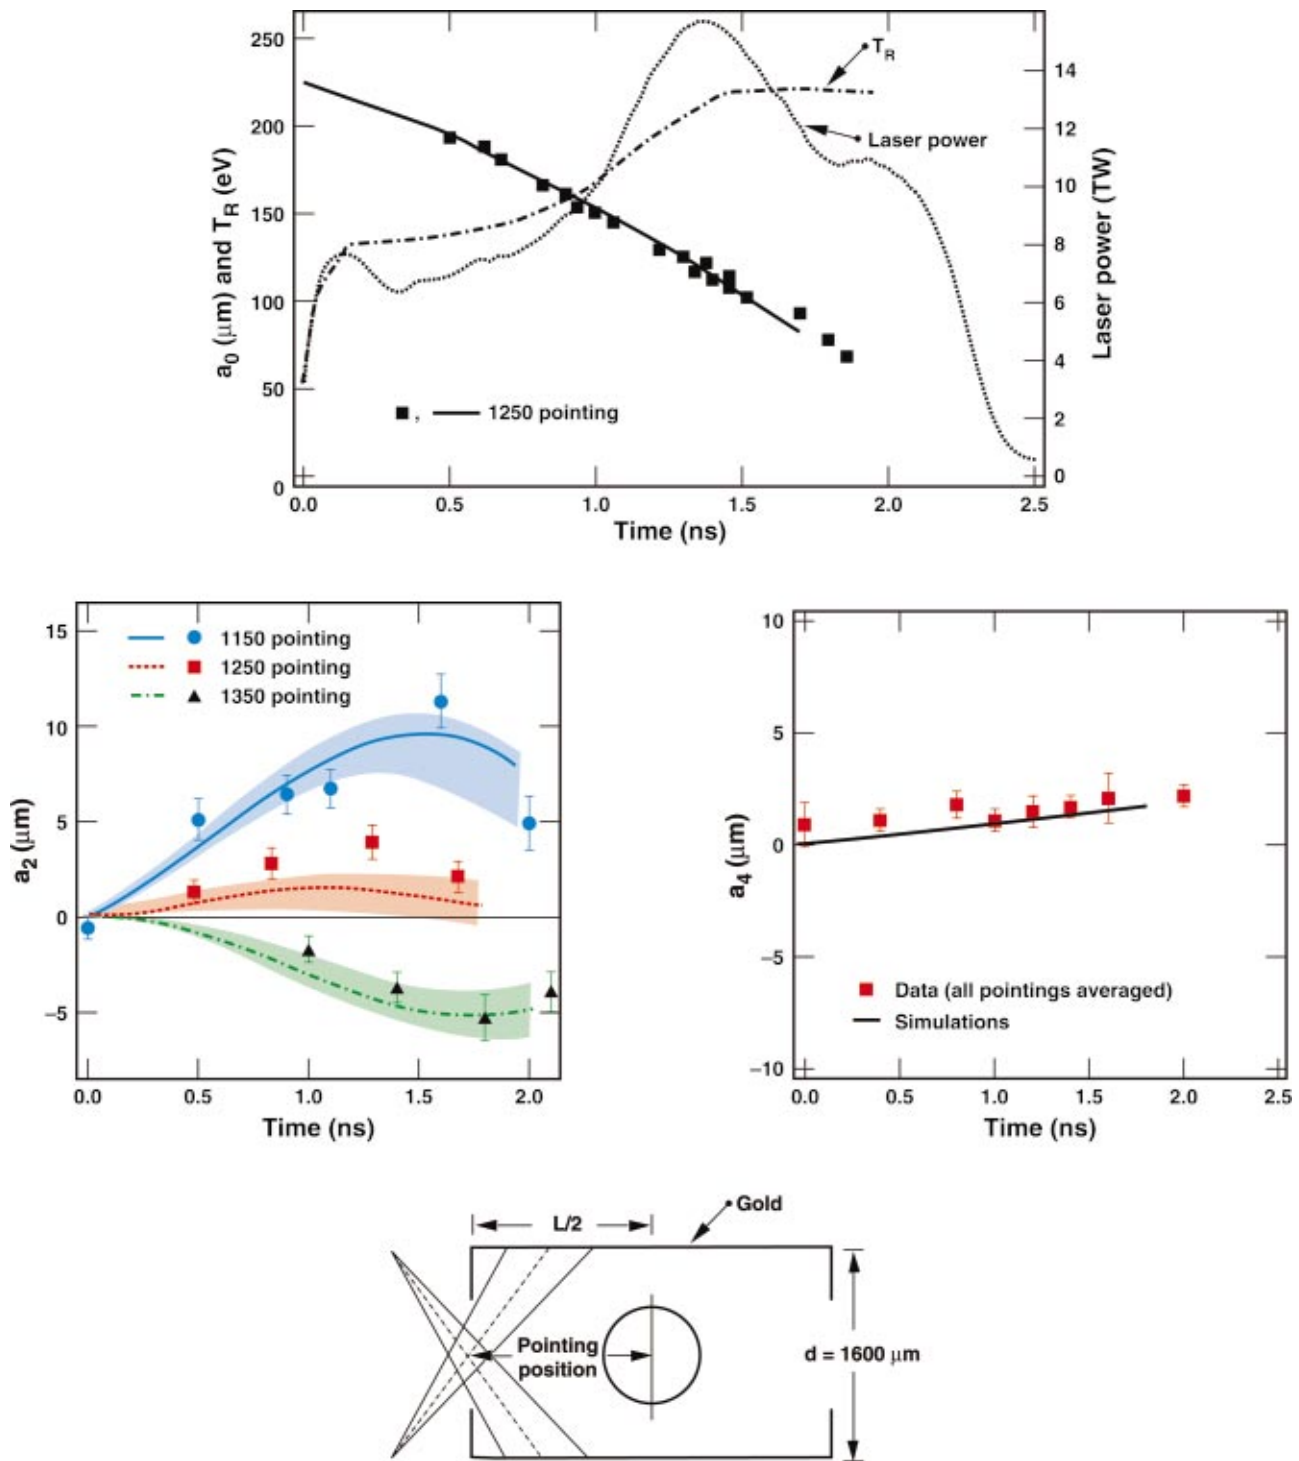 a0 (μm) and TR (eV)
250
200
150
100
50
0
TR
Laser power
14
12
10
8
6
4
2
0
Laser power (TW)
, 1250 pointing
0.0 0.5 1.0 1.5 2.0 2.5
Time (ns)
a2 (μm)
15
10
5
0
−5
1150 pointing
1250 pointing
1350 pointing
0.0 0.5 1.0 1.5 2.0
Time (ns)
a4 (μm)
10
5
0
−5
−10
Data (all pointings averaged)
Simulations
0.0 0.5 1.0 1.5 2.0 2.5
Time (ns)
L/2
Gold
Pointing
position
d = 1600 μm